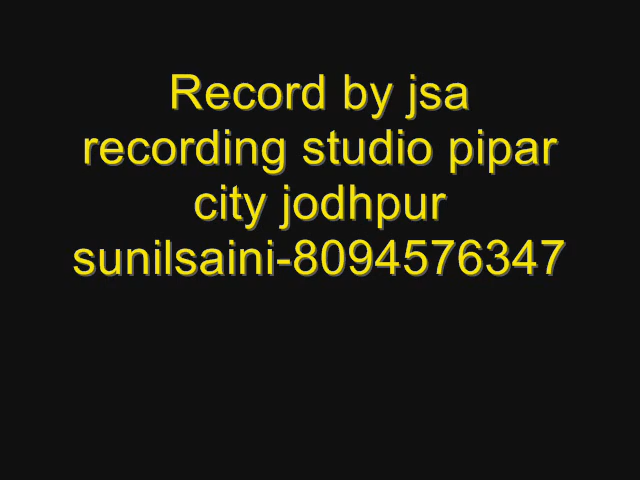 Record by jsa
recording studio pipar
city jodhpur
sunilsaini-8094576347